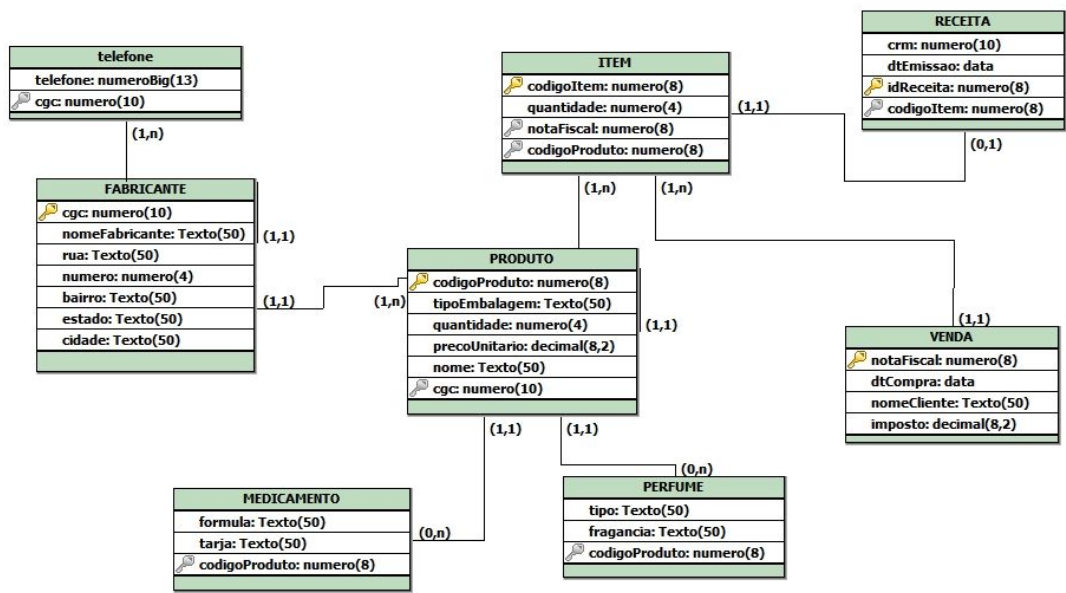 telefone
telefone: numeroBig(13)
cgc: numero(10)
(1,n)
FABRICANTE
cgc: numero(10)
nomeFabricante: Texto(50)
rua: Texto(50)
numero: numero(4)
bairro: Texto(50)
estado: Texto(50)
cidade: Texto(50)
(1,1)
(1,1)
(1,n)
ITEM
codigoItem: numero(8)
quantidade: numero(4)
notaFiscal: numero(8)
codigoProduto: numero(8)
(1,1)
(1,n)
(1,n)
RECEITA
crm: numero(10)
dtEmissao: data
idReceita: numero(8)
codigoItem: numero(8)
(0,1)
PRODUTO
codigoProduto: numero(8)
tipoEmbalagem: Texto(50)
quantidade: numero(4)
precoUnitario: decimal(8,2)
nome: Texto(50)
cgc: numero(10)
(1,1)
(1,1)
(1,1)
(1,1)
VENDA
notaFiscal: numero(8)
dtCompra: data
nomeCliente: Texto(50)
imposto: decimal(8,2)
MEDICAMENTO
formula: Texto(50)
tarja: Texto(50)
codigoProduto: numero(8)
(0,n)
(0,n)
PERFUME
tipo: Texto(50)
fragancia: Texto(50)
codigoProduto: numero(8)